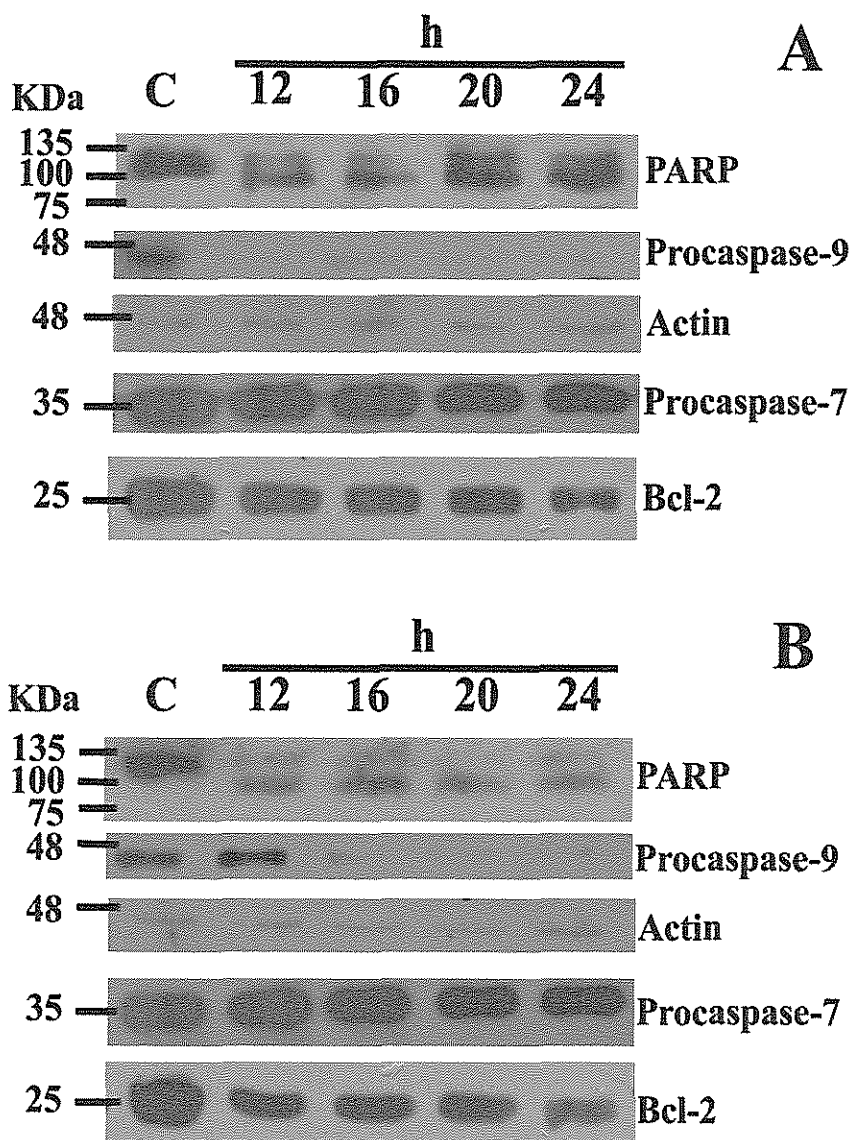 h
A
KDa C 12 16 20 24
135
100
75
PARP
48
Procaspase-9
48
Actin
35
Procaspase-7
25
Bcl-2
h
B
KDa C 12 16 20 24
135
100
75
PARP
48
Procaspase-9
48
Actin
35
Procaspase-7
25
Bcl-2